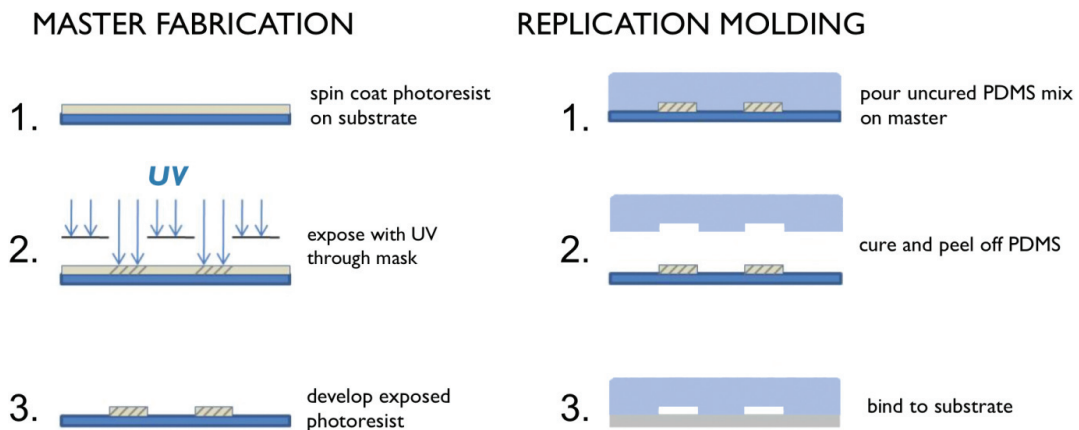 MASTER FABRICATION
1.
spin coat photoresist
on substrate
UV
2.
expose with UV
through mask
3.
develop exposed
photoresist
REPLICATION MOLDING
1.
pour uncured PDMS mix
on master
2.
cure and peel off PDMS
3.
bind to substrate